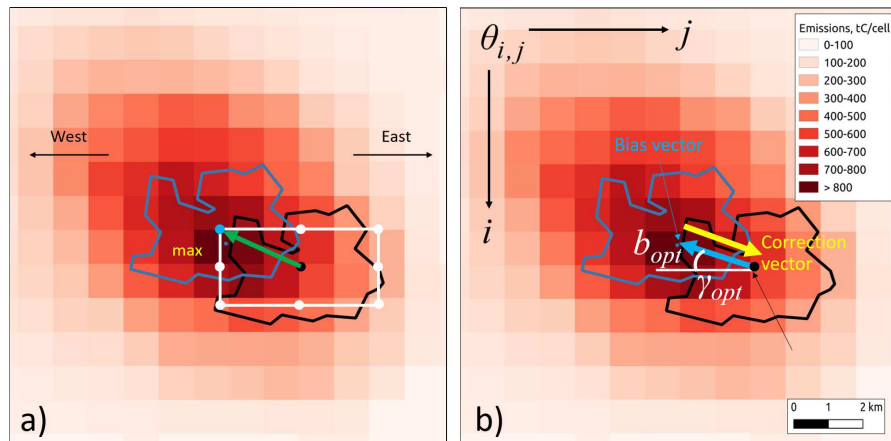 West
East
max
a)
θi,j
j
i
Bias vector
Correction
vector
bopt
γopt
Emissions, tC/cell
0-100
100-200
200-300
300-400
400-500
500-600
600-700
700-800
> 800
0 1 2 km
b)